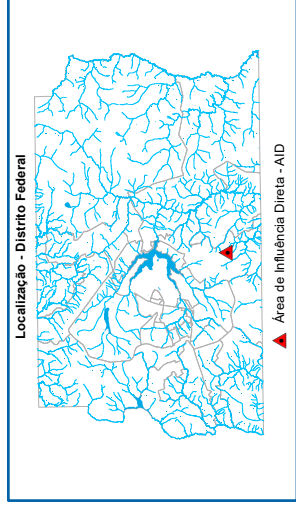 Localização - Distrito Federal
Área de Influência Direta - AID